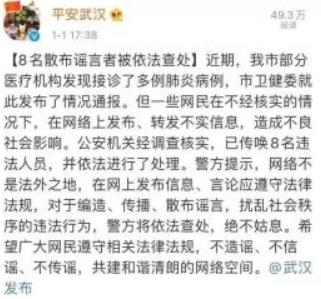 平安武汉
49.3万
1-1 17:38
阅读
【8名散布谣言者被依法查处】近期，我市部分
医疗机构发现接诊了多例肺炎病例，市卫健委就
此发布了情况通报。但一些网民在不经核实的情
况下，在网络上发布、转发不实信息，造成不良
社会影响。公安机关经调查核实，已传唤8名违
法人员，并依法进行了处理。警方提示，网络不
是法外之地，在网上发布信息、言论应遵守法律
法规，对于编造、传播、散布谣言，扰乱社会秩
序的违法行为，警方将依法查处，绝不姑息。希
望广大网民遵守相关法律法规，不造谣、不信
谣、不传谣，共建和谐清朗的网络空间。@武汉
发布